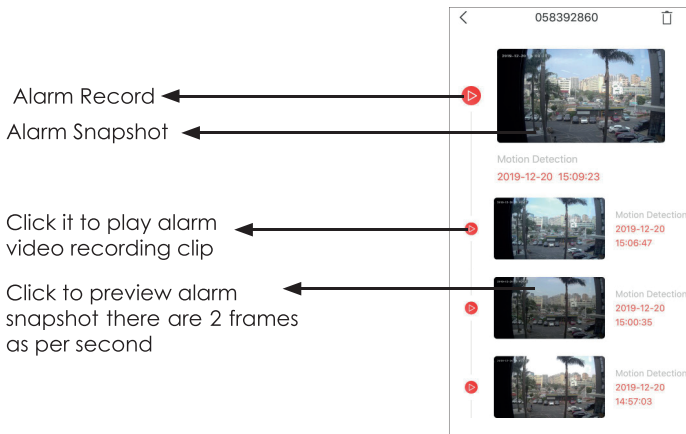 058392860
Alarm Record
Alarm Snapshot
Motion Detection
2019-12-20 15:09:23
Click it to play alarm
video recording clip
Motion Detection
2019-12-20
15:06:47
Click to preview alarm
snapshot there are 2 frames
as per second
Motion Detection
2019-12-20
15:00:35
Motion Detection
2019-12-20
14:57:03